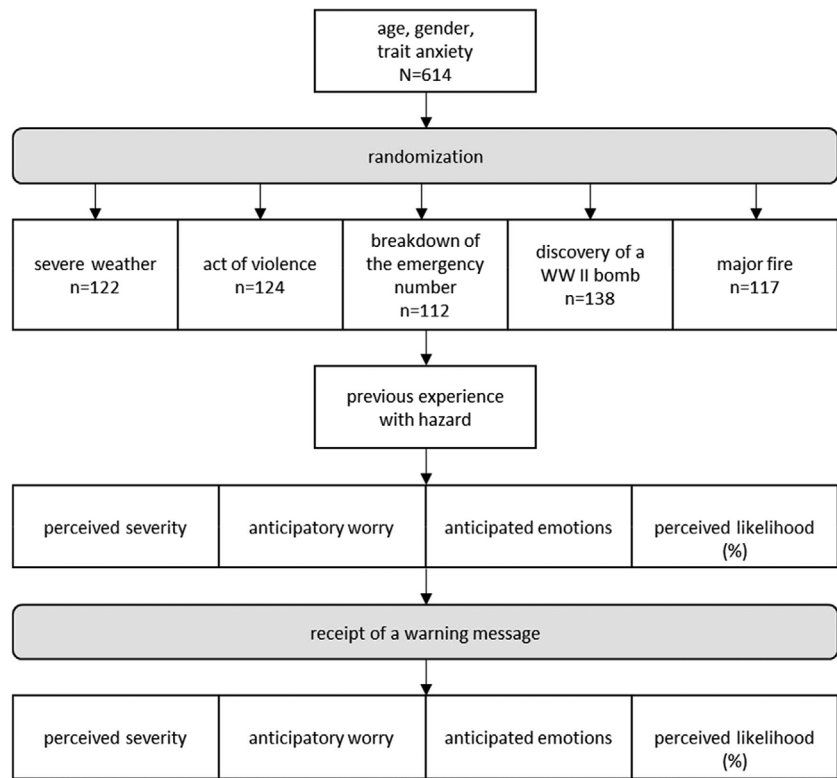 age, gender,
trait anxiety
N=614
randomization
severe weather
n=122
act of violence
n=124
breakdown of
the emergency
number
n=112
discovery of a
WW II bomb
n=138
major fire
n=117
previous experience
with hazard
perceived severity
anticipatory worry
anticipated emotions
perceived likelihood
(%)
receipt of a warning message
perceived severity
anticipatory worry
anticipated emotions
perceived likelihood
(%)